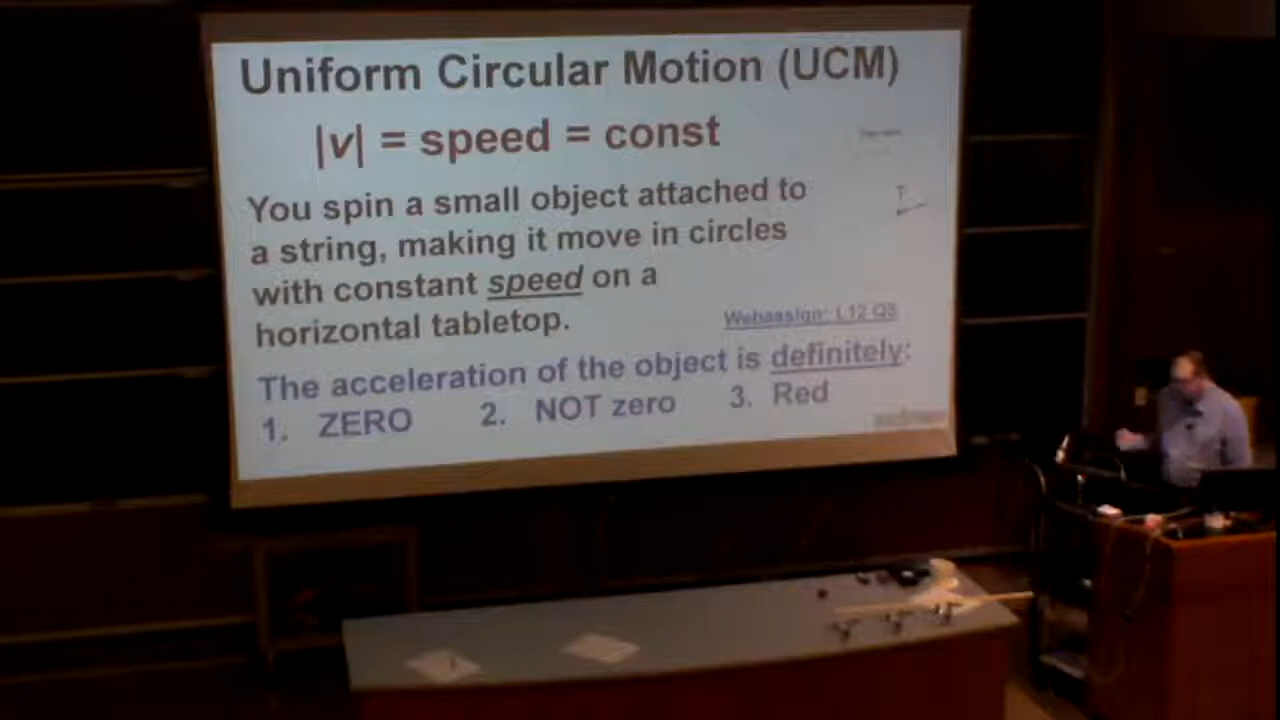 Uniform Circular Motion (UCM)
|v| = speed = const
You spin a small object attached to
a string, making it move in circles
with constant speed on a
horizontal tabletop.
Webassign: L12 Q3
The acceleration of the object is definitely:
1. ZERO 2. NOT zero 3. Red
T